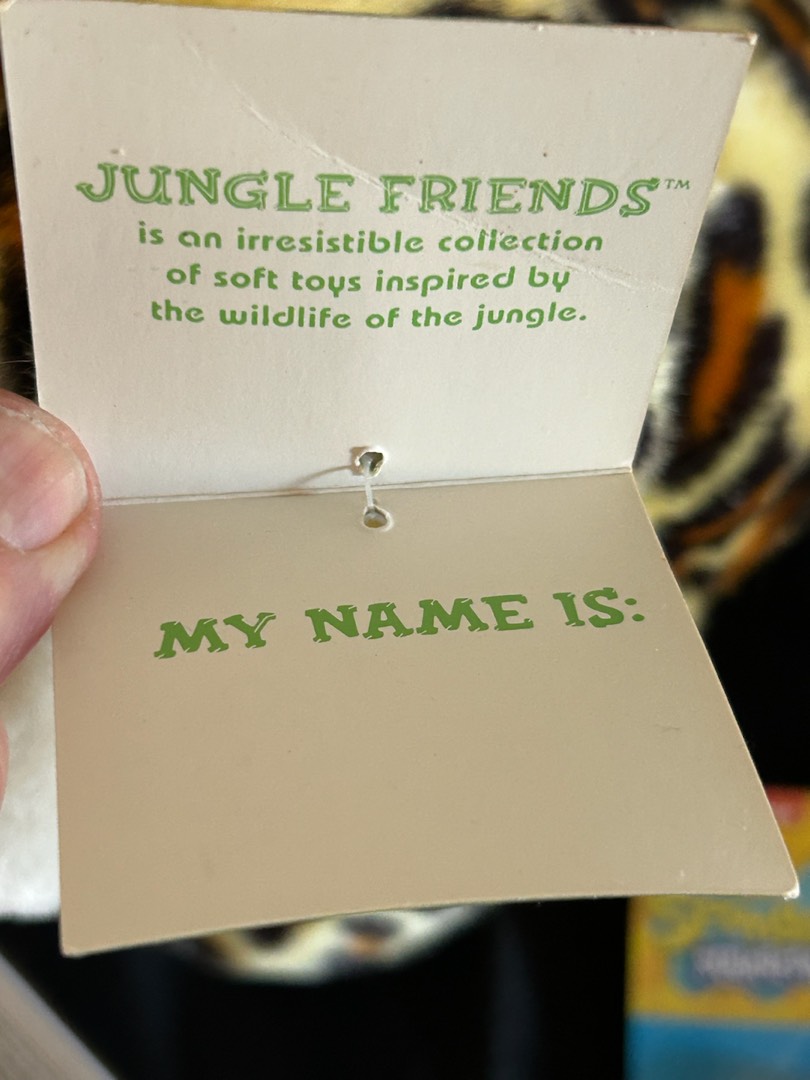 JUNGLE FRIENDS™
is an irresistible collection
of soft toys inspired by
the wildlife of the jungle.
MY NAME IS: